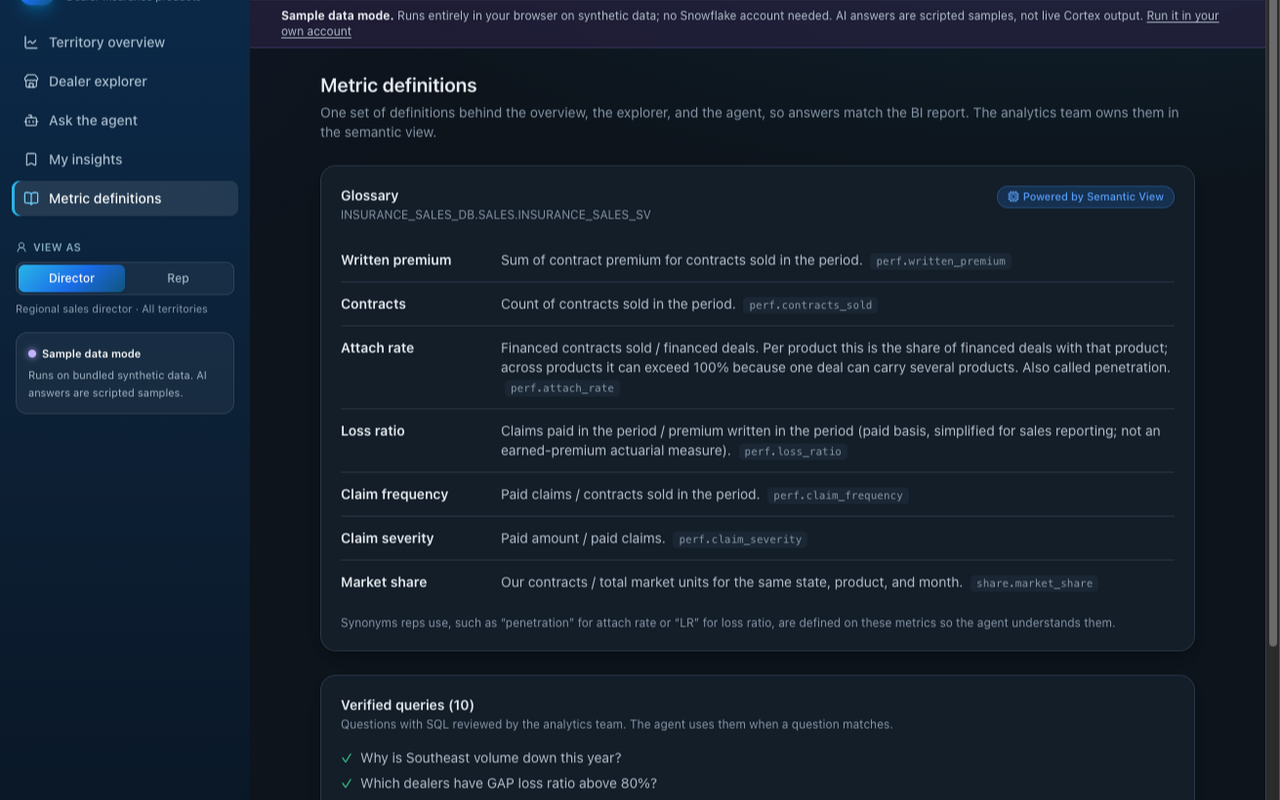 Sample data mode. Runs entirely in your browser on synthetic data; no Snowflake account needed. AI answers are scripted samples, not live Cortex output. Run it in your
own account
Dealer insurance products
Territory overview
Dealer explorer
Ask the agent
My insights
Metric definitions
VIEW AS
Director
Rep
Regional sales director · All territories
Sample data mode
Runs on bundled synthetic data. AI
answers are scripted samples.
Metric definitions
One set of definitions behind the overview, the explorer, and the agent, so answers match the BI report. The analytics team owns them in
the semantic view.
Glossary
INSURANCE_SALES_DB.SALES.INSURANCE_SALES_SV
Powered by Semantic View
Written premium
Sum of contract premium for contracts sold in the period. perf.written_premium
Contracts
Count of contracts sold in the period. perf.contracts_sold
Attach rate
Financed contracts sold / financed deals. Per product this is the share of financed deals with that product;
across products it can exceed 100% because one deal can carry several products. Also called penetration.
perf.attach_rate
Loss ratio
Claims paid in the period / premium written in the period (paid basis, simplified for sales reporting; not an
earned-premium actuarial measure). perf.loss_ratio
Claim frequency
Paid claims / contracts sold in the period. perf.claim_frequency
Claim severity
Paid amount / paid claims. perf.claim_severity
Market share
Our contracts / total market units for the same state, product, and month. share.market_share
Synonyms reps use, such as “penetration” for attach rate or “LR” for loss ratio, are defined on these metrics so the agent understands them.
Verified queries (10)
Questions with SQL reviewed by the analytics team. The agent uses them when a question matches.
Why is Southeast volume down this year?
Which dealers have GAP loss ratio above 80%?